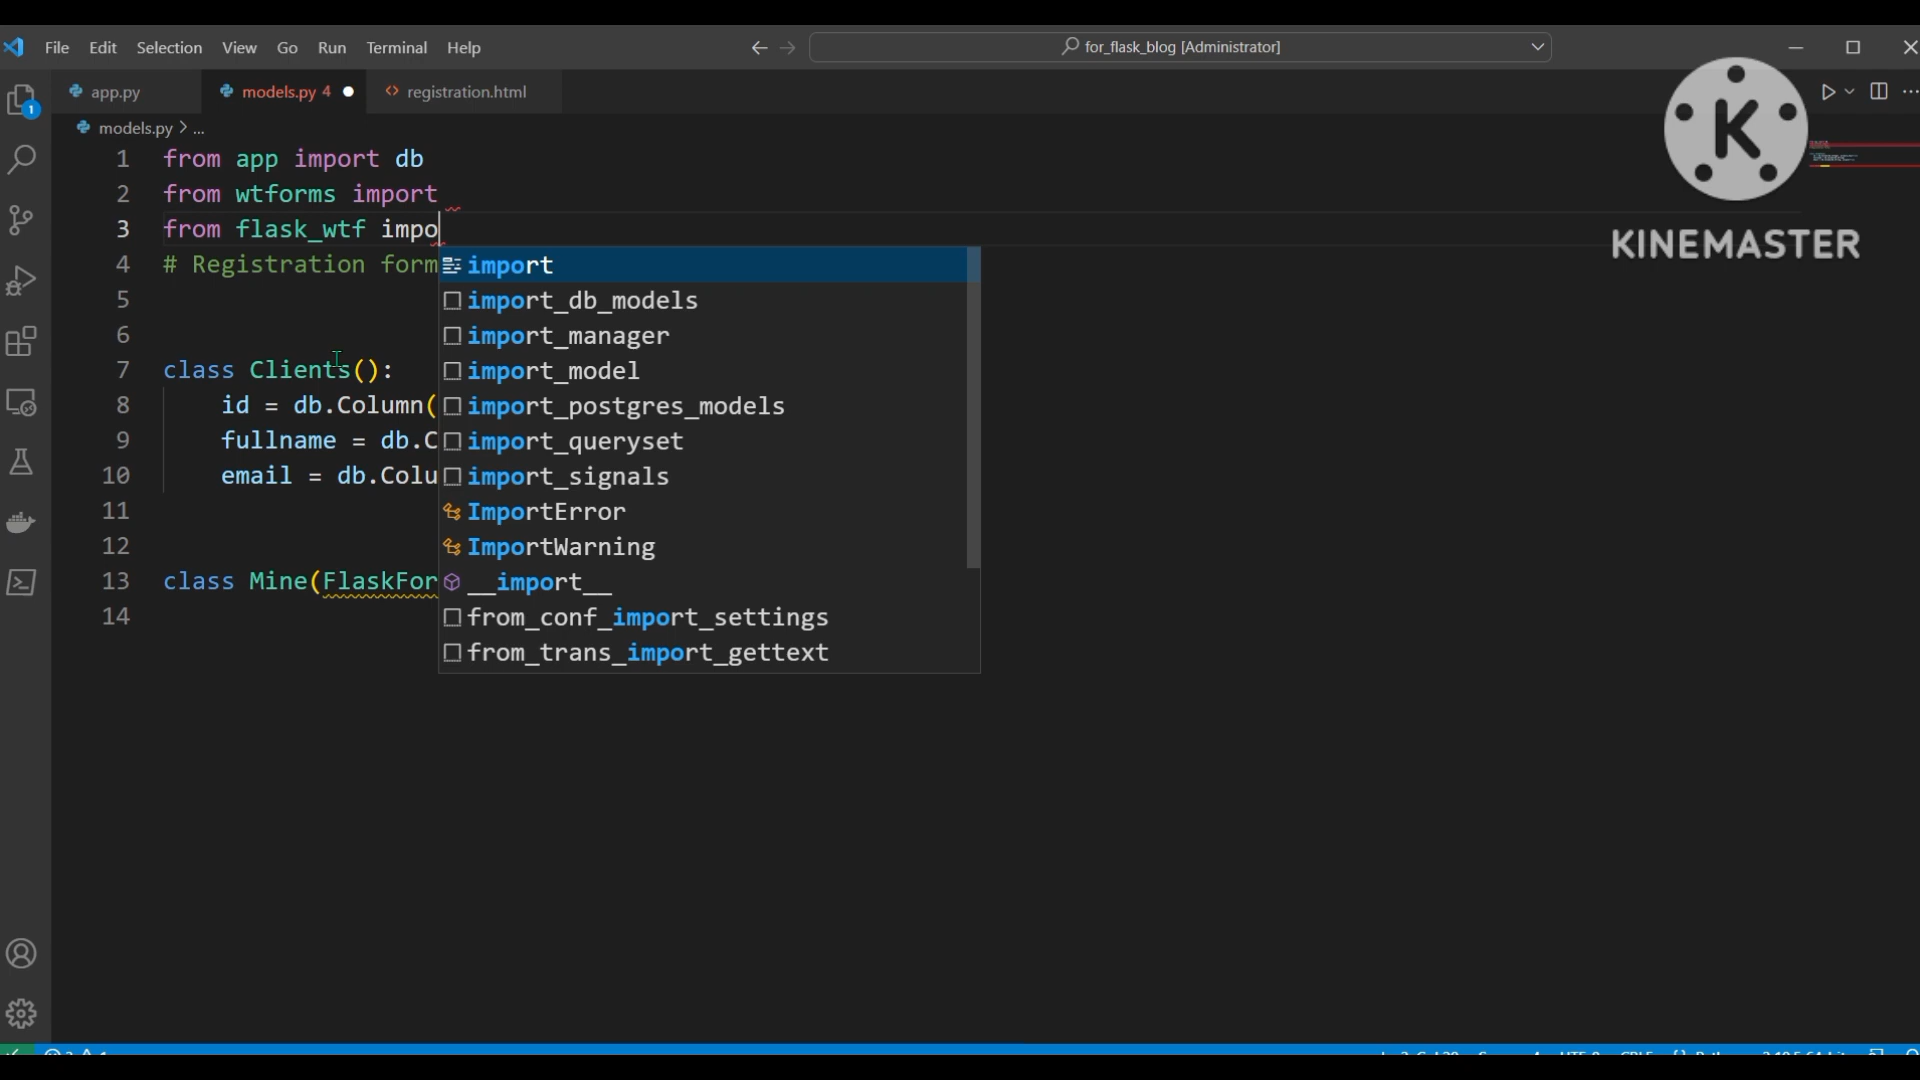 File Edit Selection View Go Run Terminal Help
for_flask_blog [Administrator]
app.py
models.py 4
registration.html
models.py > ...
1 from app import db
2 from wtforms import
3 from flask_wtf impo
4 # Registration form
5
6
7 class Clients():
8 id = db.Column(
9 fullname = db.C
10 email = db.Colu
11
12
13 class Mine(FlaskFor
14
import
import_db_models
import_manager
import_model
import_postgres_models
import_queryset
import_signals
ImportError
ImportWarning
__import__
from_conf_import_settings
from_trans_import_gettext
1
K
KINEMASTER